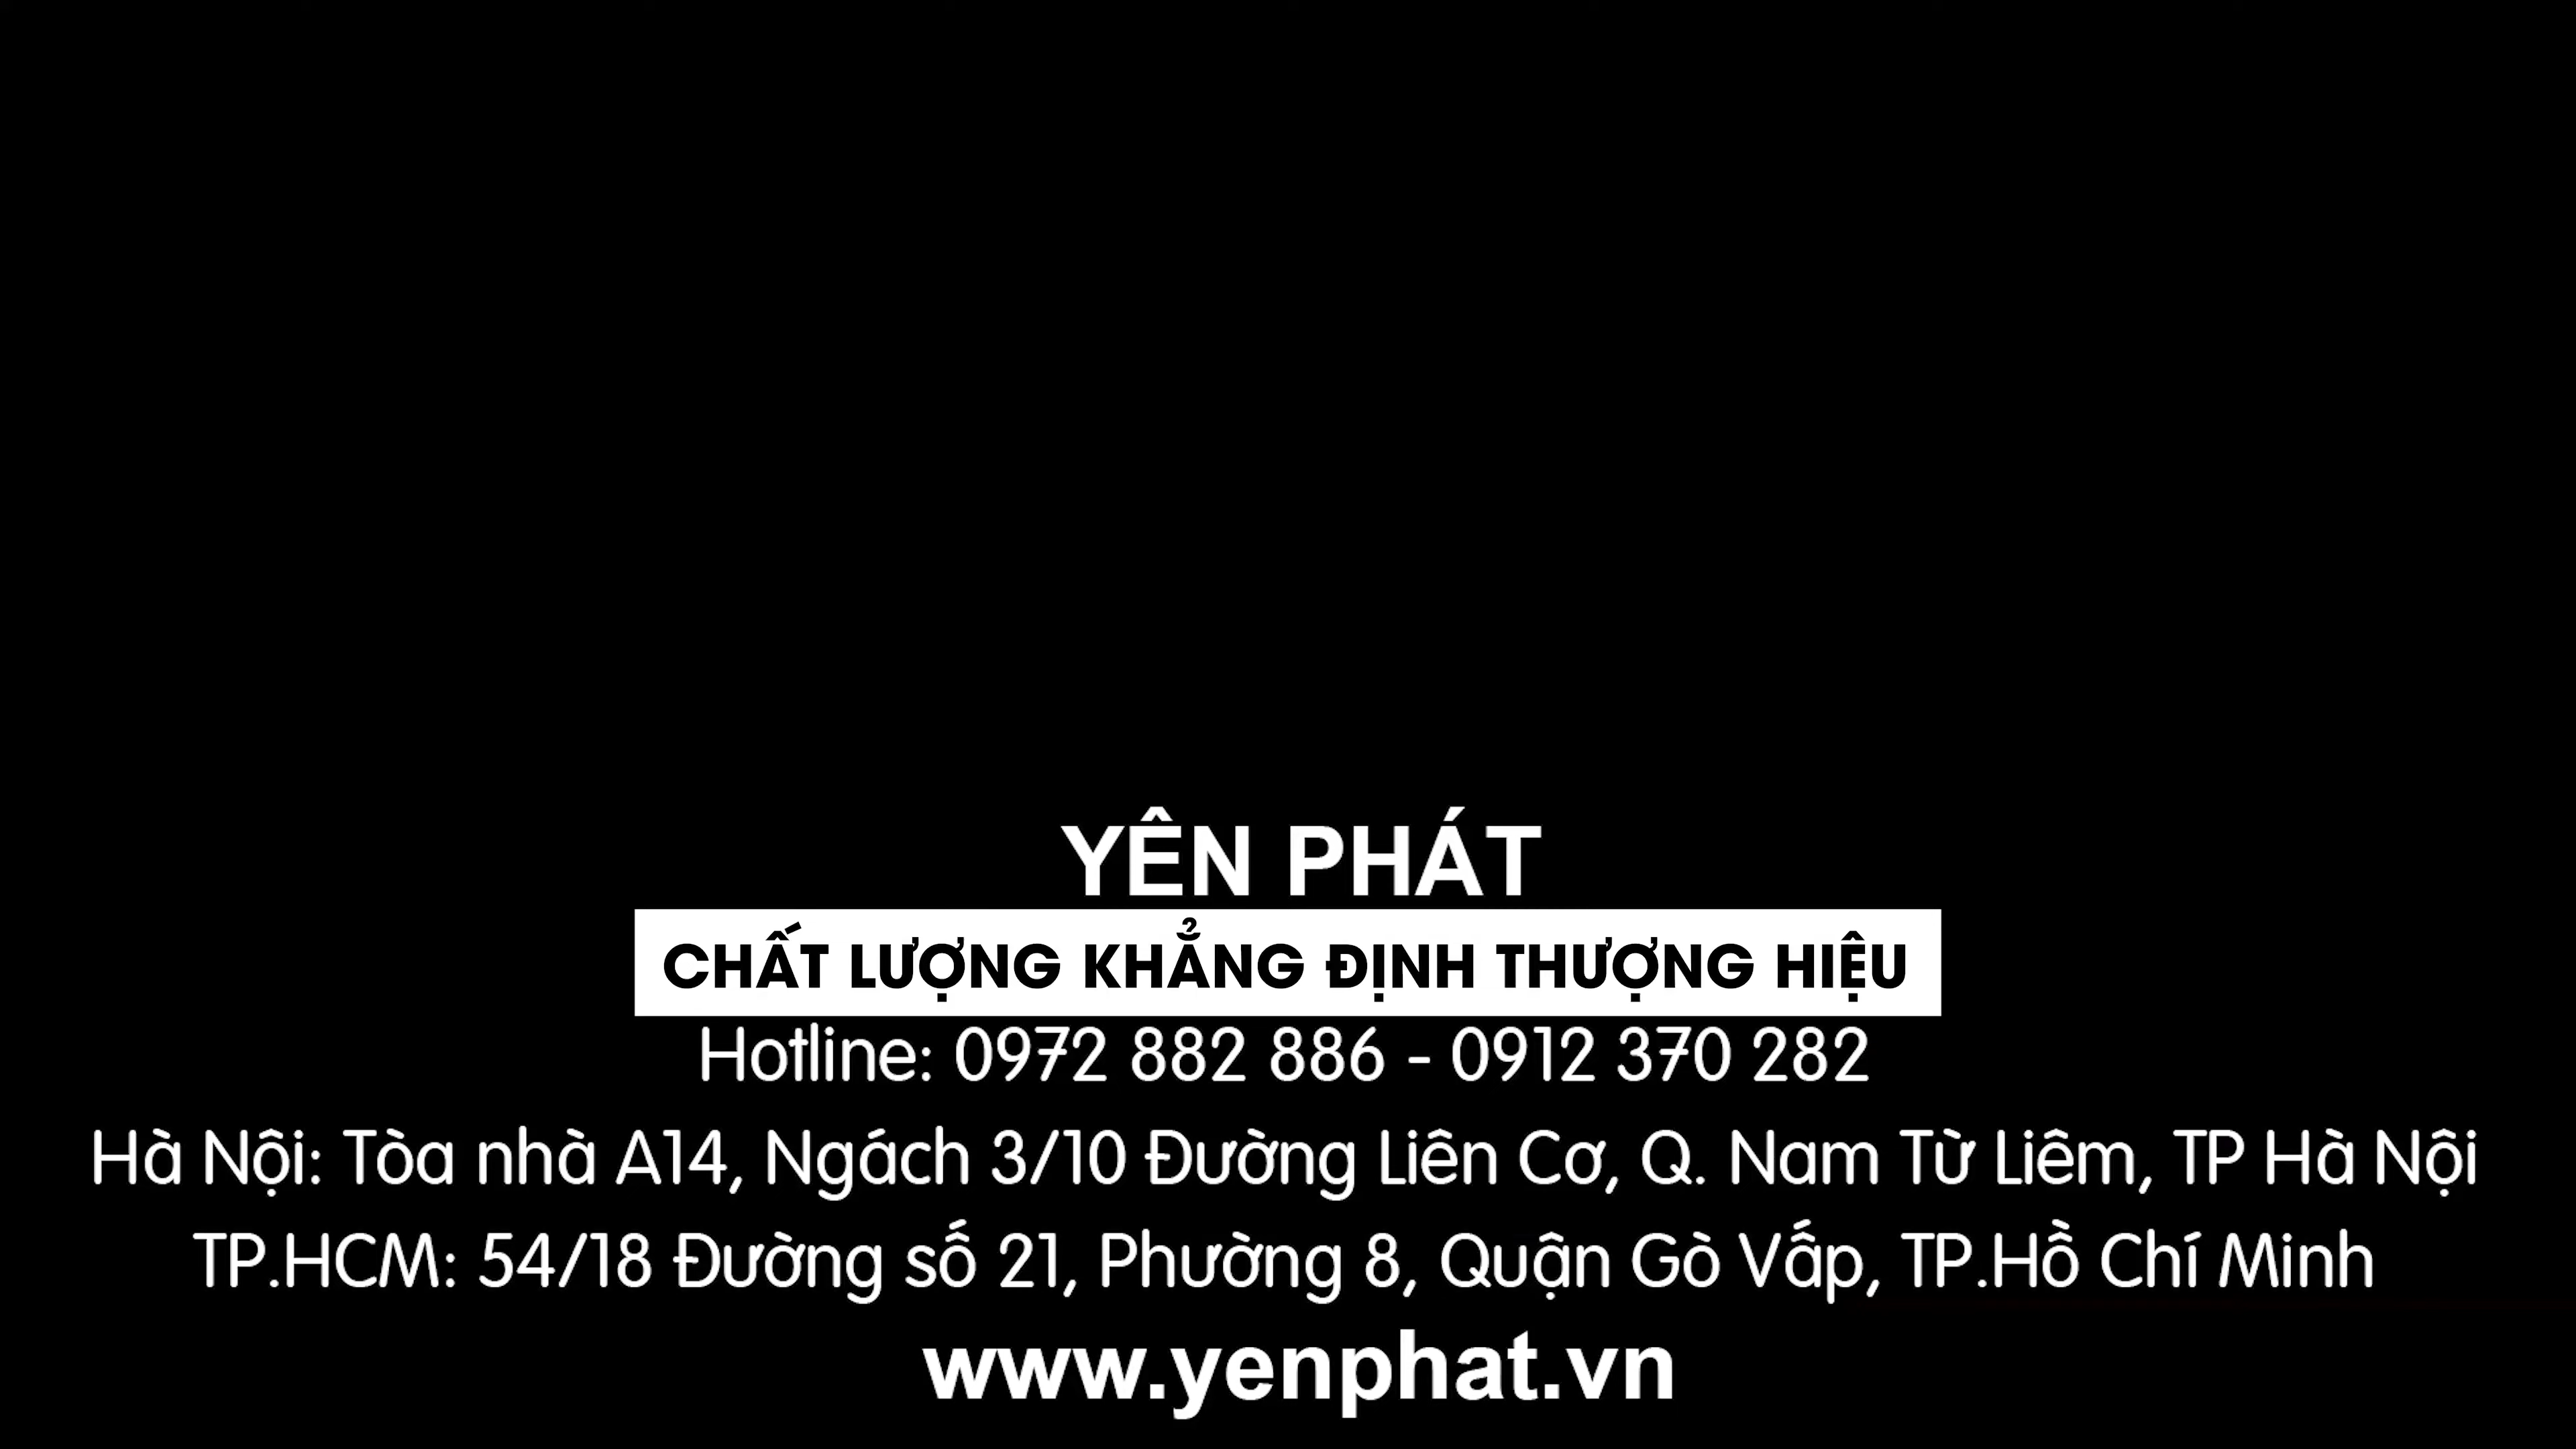 YÊN PHÁT
CHẤT LƯỢNG KHẲNG ĐỊNH THƯỢNG HIỆU
Hotline: 0972 882 886 - 0912 370 282
Hà Nội: Tòa nhà A14, Ngách 3/10 Đường Liên Cơ, Q. Nam Từ Liêm, TP Hà Nội
TP.HCM: 54/18 Đường số 21, Phường 8, Quận Gò Vấp, TP.Hồ Chí Minh
www.yenphat.vn